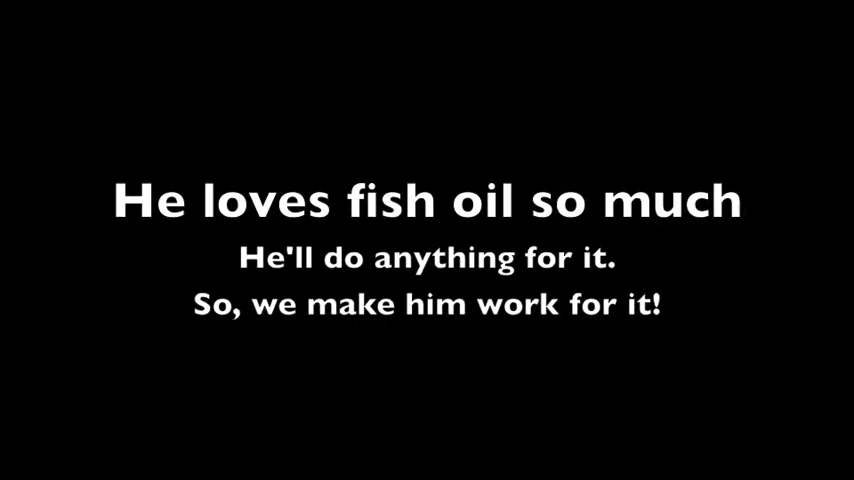 He loves fish oil so much
He'll do anything for it.
So, we make him work for it!